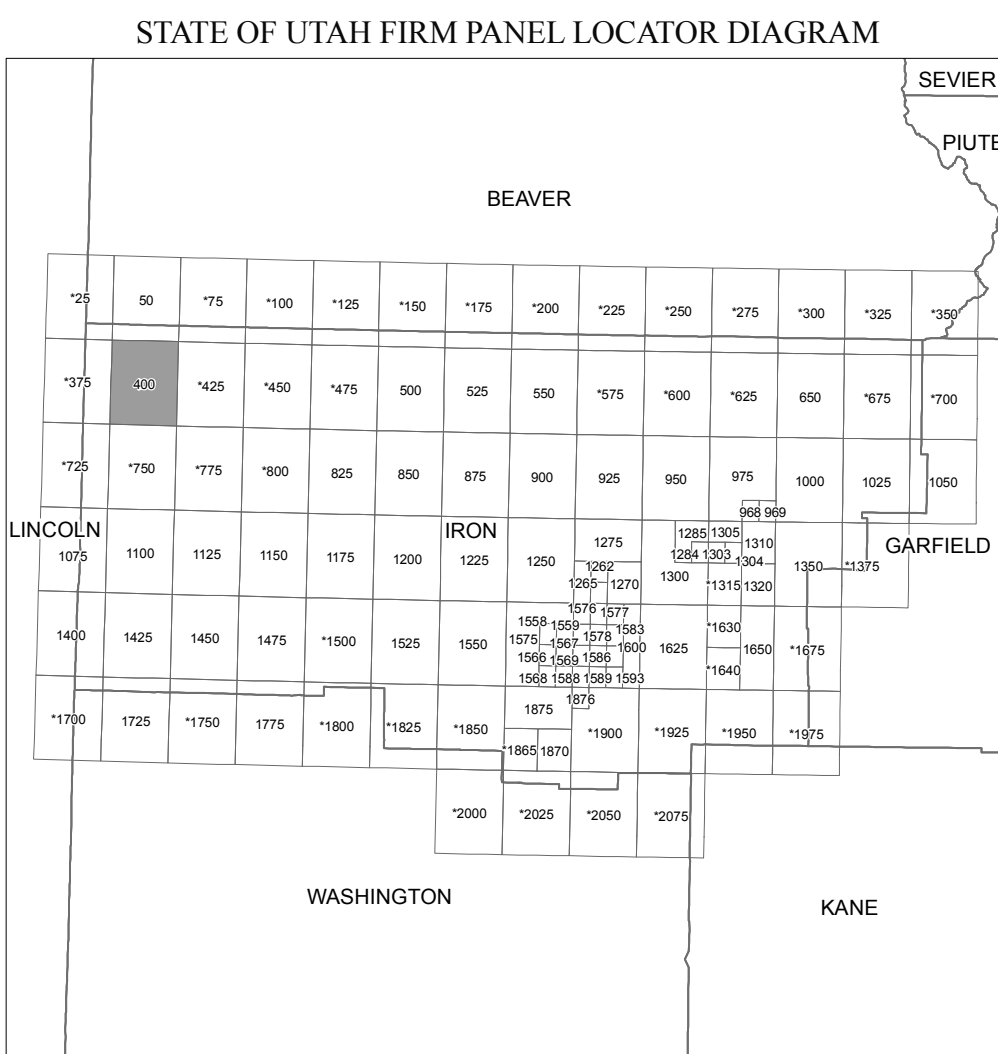 STATE OF UTAH FIRM PANEL LOCATOR DIAGRAM
SEVIER
PIUTE
BEAVER
*25 50 *75 *100 *125 *150 *175 *200 *225 *250 *275 *300 *325 *350
*375 400 *425 *450 *475 500 525 550 *575 *600 *625 650 *675 *700
*725 *750 *775 *800 825 850 875 900 925 950 975 1000 1025 1050
968 969
LINCOLN IRON GARFIELD
1075 1100 1125 1150 1175 1200 1225 1250 1275 1285 1305 1310
1284 1303 1304
1262 1300 1350 *1375
1265 1270 *1315 1320
1576 1577
1558 1559 1583 *1630
1400 1425 1450 1475 *1500 1525 1550 1575 1567 1578 1600 1625 1650 *1675
1566 1569 1586 *1640
1568 1588 1589 1593
1876
*1700 1725 *1750 1775 *1800 *1825 *1850 1875 *1900 *1925 *1950 *1975
*1865 1870
*2000 *2025 *2050 *2075
WASHINGTON
KANE